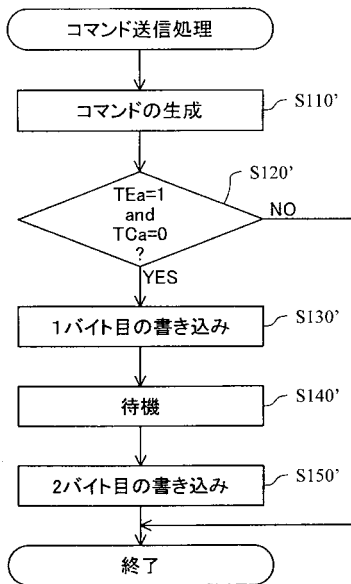 コマンド送信処理
コマンドの生成
S110’
S120’
TEa=1
and
TCa=0
?
NO
YES
1バイト目の書き込み
S130’
待機
S140’
2バイト目の書き込み
S150’
終了